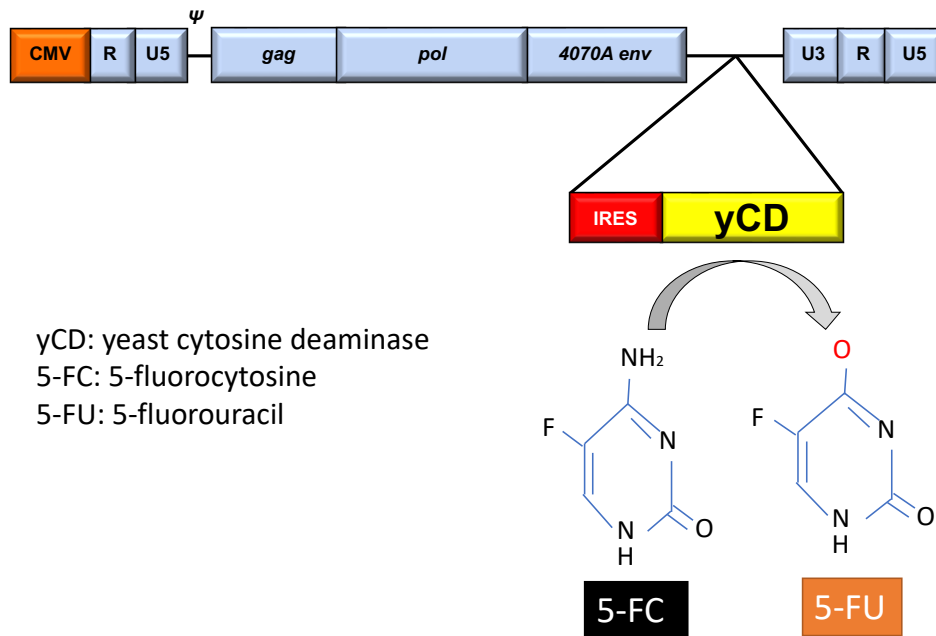 ψ
CMV R U5 gag pol 4070A env U3 R U5
IRES yCD
yCD: yeast cytosine deaminase
5-FC: 5-fluorocytosine
5-FU: 5-fluorouracil
NH₂ F N N H O
O F N N H O
5-FC 5-FU